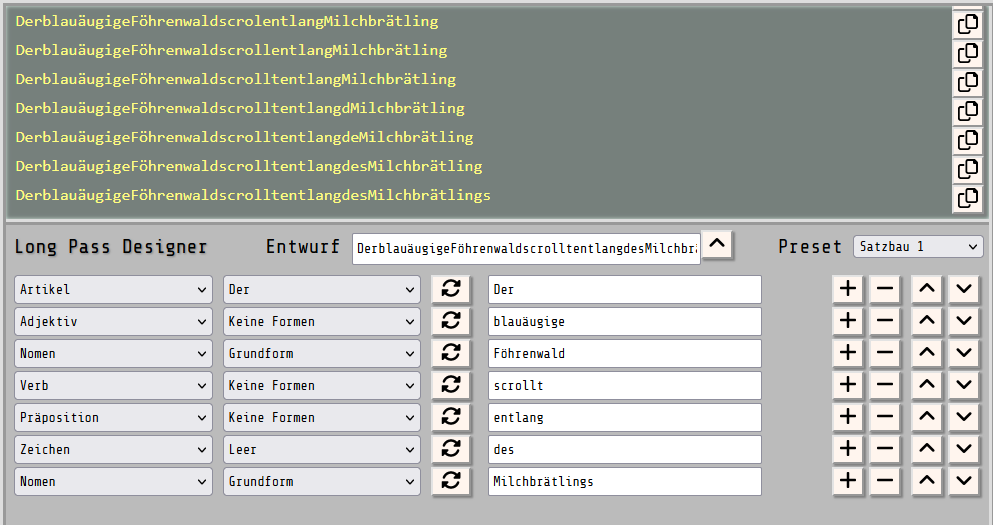 DerblauäugigeFöhrenwaldscrolentlangMilchbrätling
DerblauäugigeFöhrenwaldscrollentlangMilchbrätling
DerblauäugigeFöhrenwaldscrolltentlangMilchbrätling
DerblauäugigeFöhrenwaldscrolltentlangdMilchbrätling
DerblauäugigeFöhrenwaldscrolltentlangdeMilchbrätling
DerblauäugigeFöhrenwaldscrolltentlangdesMilchbrätling
DerblauäugigeFöhrenwaldscrolltentlangdesMilchbrätlings
Long Pass Designer Entwurf DerblauäugigeFöhrenwaldscrolltentlangdesMilchbrä Preset Satzbau 1
Artikel Der Der
Adjektiv Keine Formen blauäugige
Nomen Grundform Föhrenwald
Verb Keine Formen scrollt
Präposition Keine Formen entlang
Zeichen Leer des
Nomen Grundform Milchbrätlings